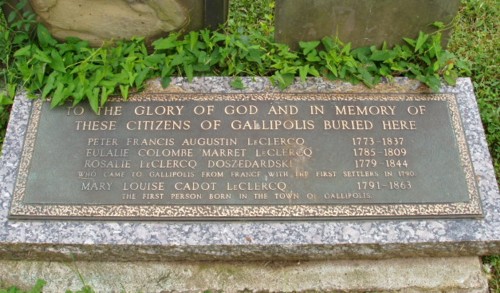 TO THE GLORY OF GOD AND IN MEMORY OF
THESE CITIZENS OF GALLIPOLIS BURIED HERE
PETER FRANCIS AUGUSTIN LECLERCQ 1773-1837
EULALIE COLOMBE MARRET LECLERCQ 1785-1809
ROSALIE LECLERCQ DOSZEDARDSKI 1779-1844
WHO CAME TO GALLIPOLIS FROM FRANCE WITH THE FIRST SETTLERS IN 1790.
MARY LOUISE CADOT LECLERCQ 1791-1863
THE FIRST PERSON BORN IN THE TOWN OF GALLIPOLIS.